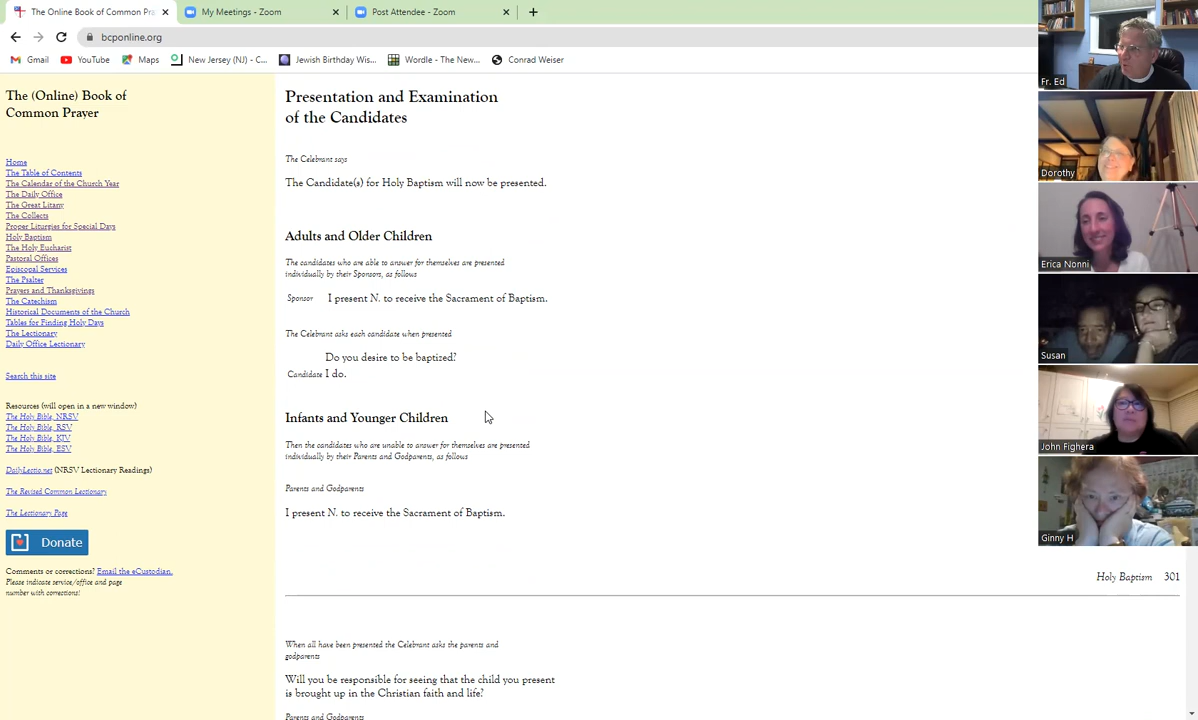 The Online Book of Common Pra
My Meetings - Zoom
Post Attendee - Zoom
bcponline.org
Gmail
YouTube
Maps
New Jersey (NJ) - C...
Jewish Birthday Wis...
Wordle - The New...
Conrad Weiser
The (Online) Book of
Common Prayer
Home
The Table of Contents
The Calendar of the Church Year
The Daily Office
The Great Litany
The Collects
Proper Liturgies for Special Days
Holy Baptism
The Holy Eucharist
Pastoral Offices
Episcopal Services
The Psalter
Prayers and Thanksgivings
The Catechism
Historical Documents of the Church
Tables for Finding Holy Days
The Lectionary
Daily Office Lectionary
Search this site
Resources (will open in a new window)
The Holy Bible, NRSV
The Holy Bible, RSV
The Holy Bible, KJV
The Holy Bible, ESV
DailyLectio.net (NRSV Lectionary Readings)
The Revised Common Lectionary
The Lectionary Page
Donate
Comments or corrections? Email the eCustodian.
Please indicate service/office and page
number with corrections!
Presentation and Examination
of the Candidates
The Celebrant says
The Candidate(s) for Holy Baptism will now be presented.
Adults and Older Children
The candidates who are able to answer for themselves are presented
individually by their Sponsors, as follows
Sponsor I present N. to receive the Sacrament of Baptism.
The Celebrant asks each candidate when presented
Do you desire to be baptized?
Candidate I do.
Infants and Younger Children
Then the candidates who are unable to answer for themselves are presented
individually by their Parents and Godparents, as follows
Parents and Godparents
I present N. to receive the Sacrament of Baptism.
Holy Baptism 301
When all have been presented the Celebrant asks the parents and
godparents
Will you be responsible for seeing that the child you present
is brought up in the Christian faith and life?
Parents and Godparents
Fr. Ed
Dorothy
Erica Nonni
Susan
John Fighera
Ginny H